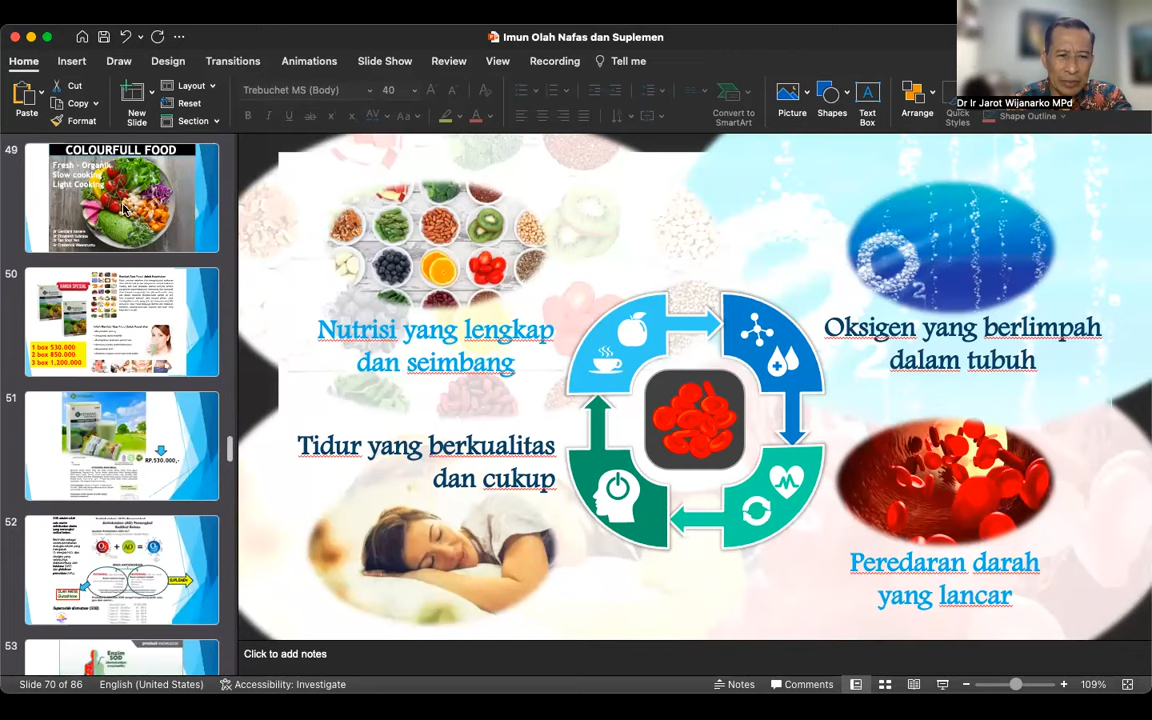 Imun Olah Nafas dan Suplemen
Home
Insert
Draw
Design
Transitions
Animations
Slide Show
Review
View
Recording
Tell me
Dr Ir Jarot Wijanarko MPd
Paste
Cut
Copy
Format
New Slide
Layout
Reset
Section
Trebuchet MS (Body)
40
Convert to SmartArt
Picture
Shapes
Text Box
Arrange
Quick Styles
Shape Outline
49
COLOURFULL FOOD
Fresh - Organik
Slow cooking
Light Cooking
50
1 box 530.000
2 box 850.000
3 box 1.200.000
51
RP.530.000,-
52
SUPLEMEN
53
Enzim SOD
Nutrisi yang lengkap
dan seimbang
Oksigen yang berlimpah
dalam tubuh
Tidur yang berkualitas
dan cukup
Peredaran darah
yang lancar
Click to add notes
Slide 70 of 86
English (United States)
Accessibility: Investigate
Notes
Comments
109%